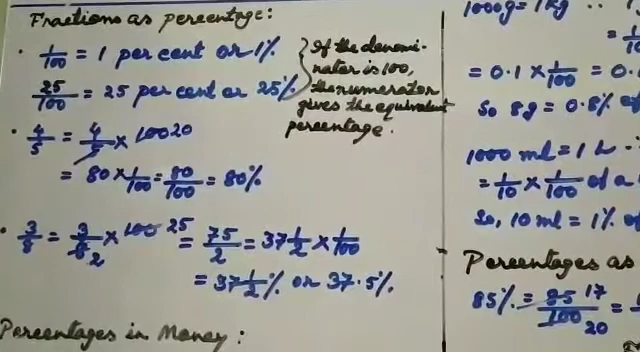 Fractions as percentage:
· 1/100 = 1 per cent or 1%
25/100 = 25 per cent or 25%
If the denomi-
nator is 100,
the numerator
gives the equivalent
percentage.
· 4/5 = 4/5 × 100 20
= 80 × 1/100 = 80/100 = 80%
· 3/8 = 3/8 2 × 100 25 = 75/2 = 37 1/2 × 1/100
= 37 1/2 % or 37.5%
Percentages in Money:
1000g = 1 kg
= 0.1 × 1/100 = 0.
So 8g = 0.8% of
1000 ml = 1 L
= 1/10 × 1/100 of a
So, 10 ml = 1% of
Percentages as
85% = 85 17/100 20 =